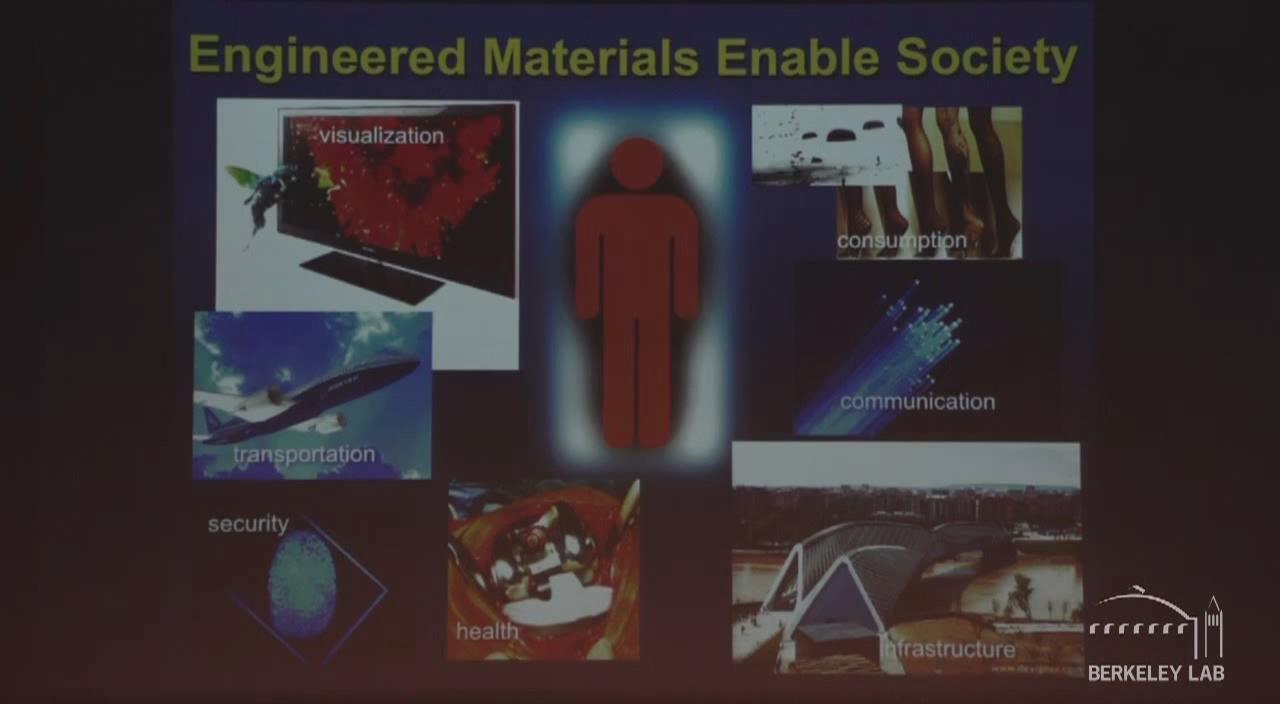 Engineered Materials Enable Society
visualization
consumption
communication
transportation
security
health
infrastructure
BERKELEY LAB